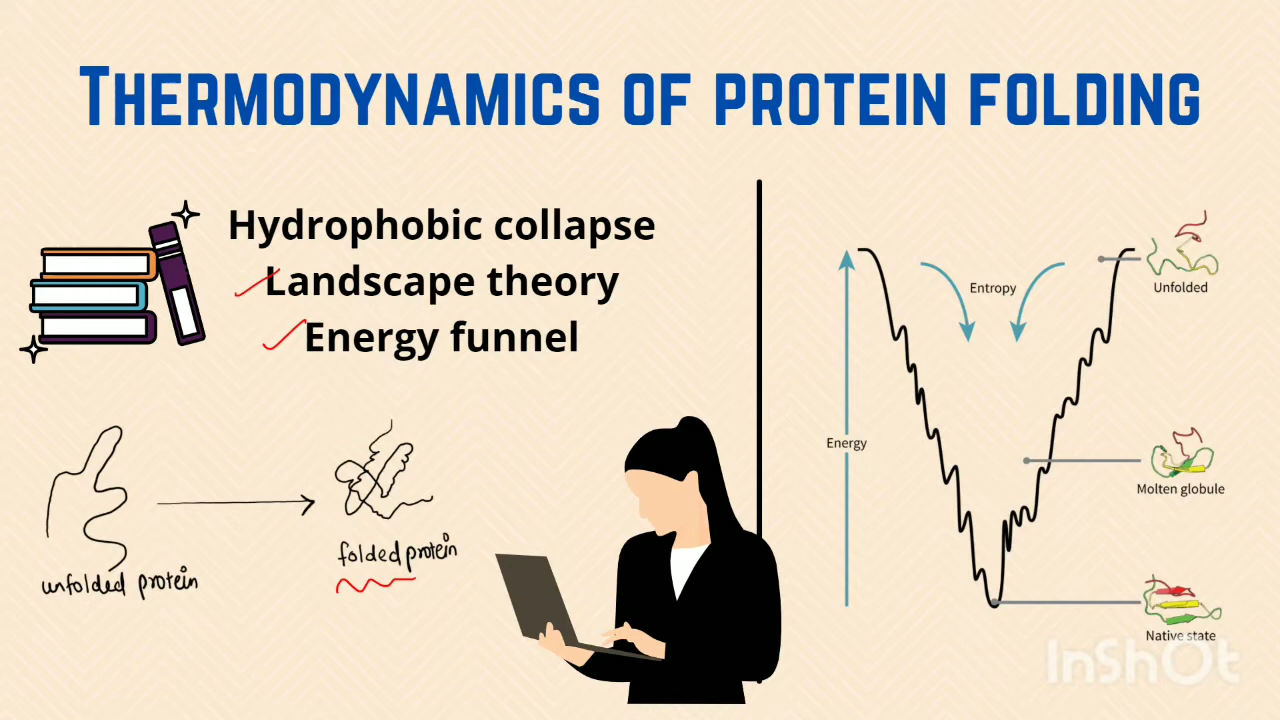 Thermodynamics of protein folding
Hydrophobic collapse
Landscape theory
Energy funnel
unfolded protein
folded protein
Entropy
Unfolded
Energy
Molten globule
Native state
InShOt